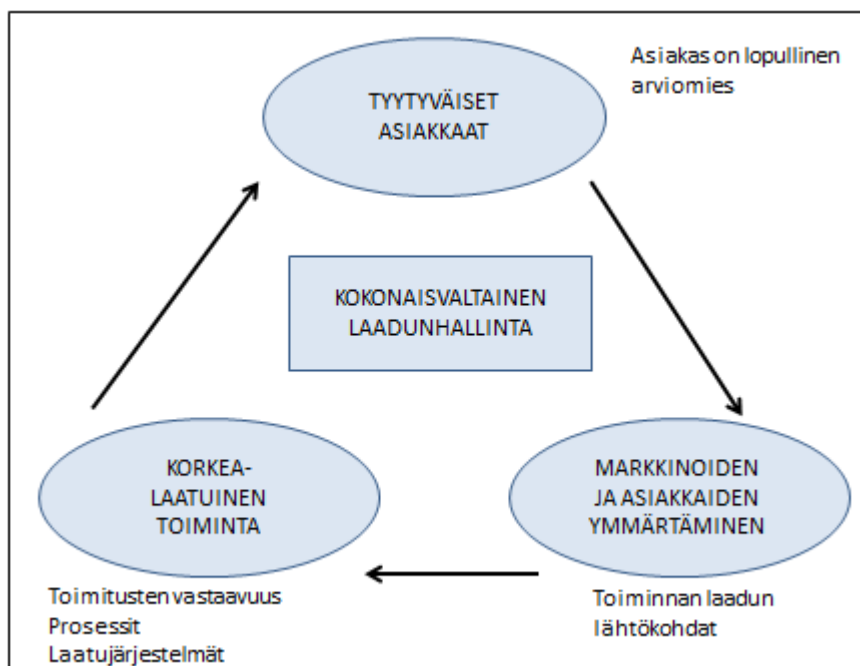 Asiakas on lopullinen
arviomies
TYYTYVÄISET
ASIAKKAAT
KOKONAISVALTAINEN
LAADUNHALLINTA
KORKEA-
LAATUINEN
TOIMINTA
MARKKINOIDEN
JA ASIAKKAIDEN
YMMÄRTÄMINEN
Toimitusten vastaavuus
Prosessit
Laatujärjestelmät
Toiminnan laadun
lähtökohdat